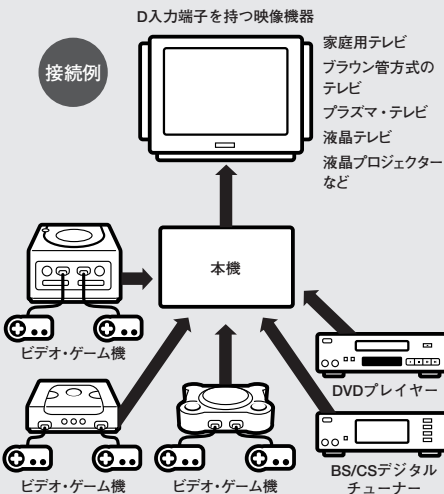 D入力端子を持つ映像機器
接続例
家庭用テレビ
ブラウン管方式の
テレビ
プラズマ・テレビ
液晶テレビ
液晶プロジェクター
など
本機
ビデオ・ゲーム機
DVDプレイヤー
ビデオ・ゲーム機
ビデオ・ゲーム機
BS/CSデジタル
チューナー